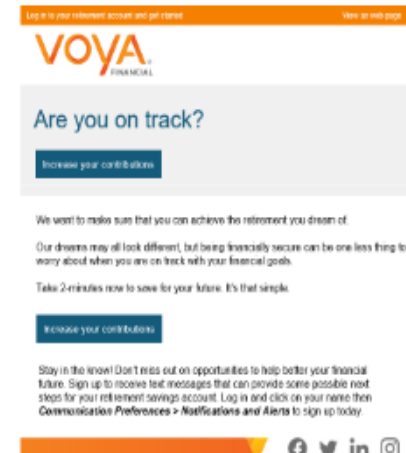 Log in to your retirement account and get started
View as web page
VOYA
FINANCIAL
Are you on track?
Increase your contributions
We want to make sure that you can achieve the retirement you dream of.
Our dreams may all look different, but being financially secure can be one less thing to
worry about when you are on track with your financial goals.
Take 2-minutes now to save for your future. It's that simple.
Increase your contributions
Stay in the know! Don't miss out on opportunities to help better your financial
future. Sign up to receive text messages that can provide some possible next
steps for your retirement savings account. Log in and click on your name then
Communication Preferences > Notifications and Alerts to sign up today.